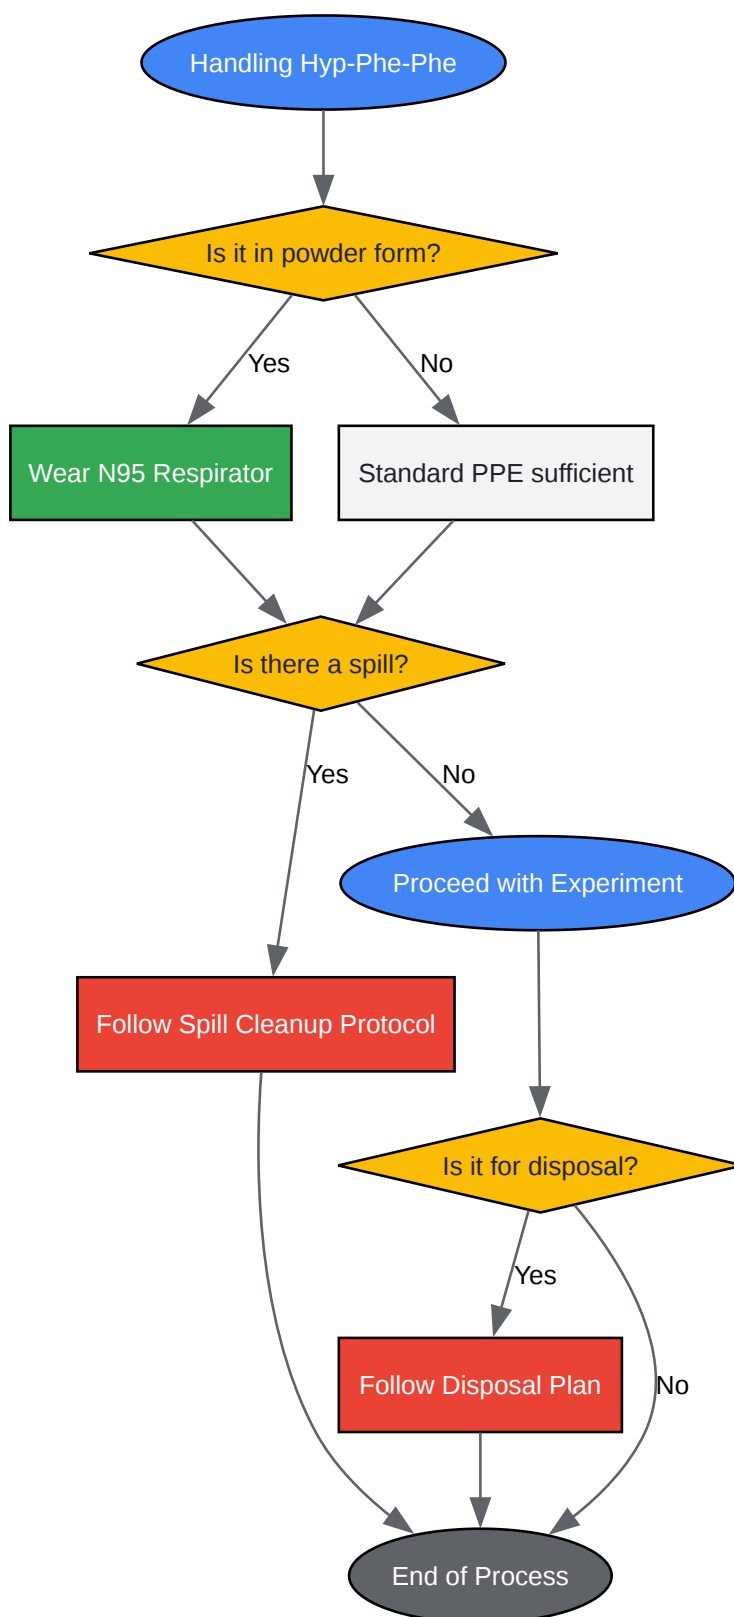 Handling Hyp-Phe-Phe
Is it in powder form?
Yes
No
Wear N95 Respirator
Standard PPE sufficient
Is there a spill?
Yes
No
Proceed with Experiment
Follow Spill Cleanup Protocol
Is it for disposal?
Yes
Follow Disposal Plan
No
End of Process